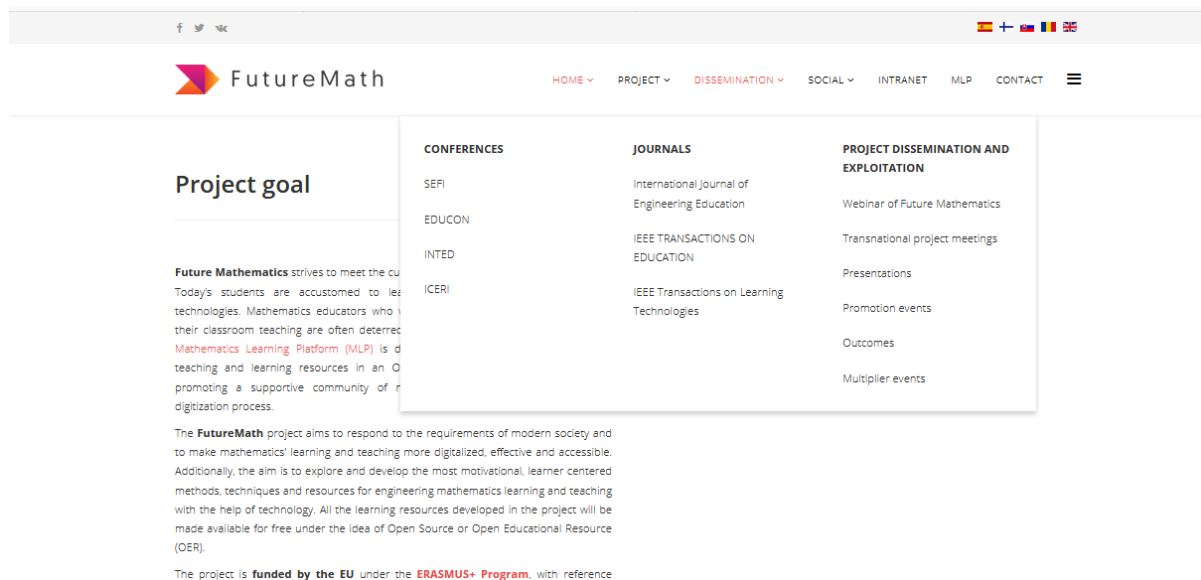 FutureMath
HOME
PROJECT
DISSEMINATION
SOCIAL
INTRANET
MLP
CONTACT
CONFERENCES
SEFI
EDUCON
INTED
ICERI
JOURNALS
International Journal of
Engineering Education
IEEE TRANSACTIONS ON
EDUCATION
IEEE Transactions on Learning
Technologies
PROJECT DISSEMINATION AND
EXPLOITATION
Webinar of Future Mathematics
Transnational project meetings
Presentations
Promotion events
Outcomes
Multiplier events
Project goal
Future Mathematics strives to meet the cu
Today's students are accustomed to lea
technologies. Mathematics educators who
their classroom teaching are often deterred
Mathematics Learning Platform (MLP) is d
teaching and learning resources in an O
promoting a supportive community of
digitization process.
The FutureMath project aims to respond to the requirements of modern society and
to make mathematics' learning and teaching more digitalized, effective and accessible.
Additionally, the aim is to explore and develop the most motivational, learner centered
methods, techniques and resources for engineering mathematics learning and teaching
with the help of technology. All the learning resources developed in the project will be
made available for free under the idea of Open Source or Open Educational Resource
(OER).
The project is funded by the EU under the ERASMUS+ Program, with reference